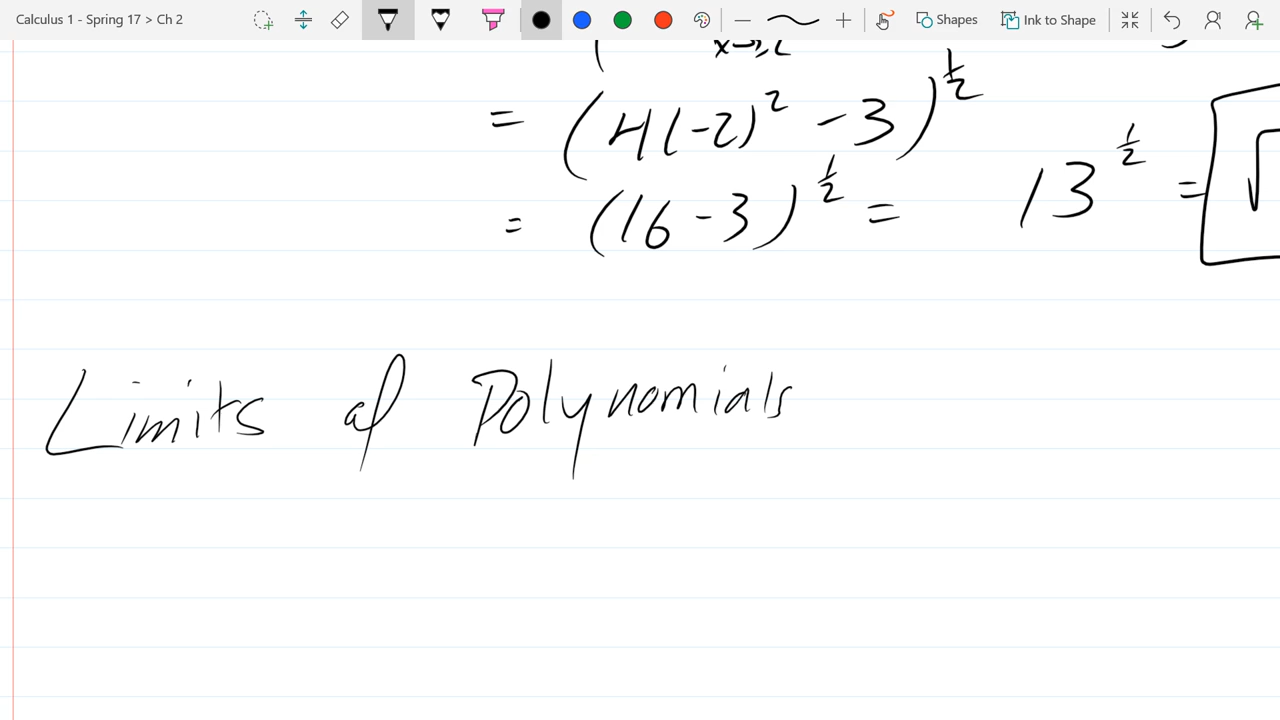 Calculus 1 - Spring 17 > Ch 2 Shapes Ink to Shape
= (4(-2)² - 3)^½
= (16 - 3)^½ = 13^½ = √
Limits of Polynomials